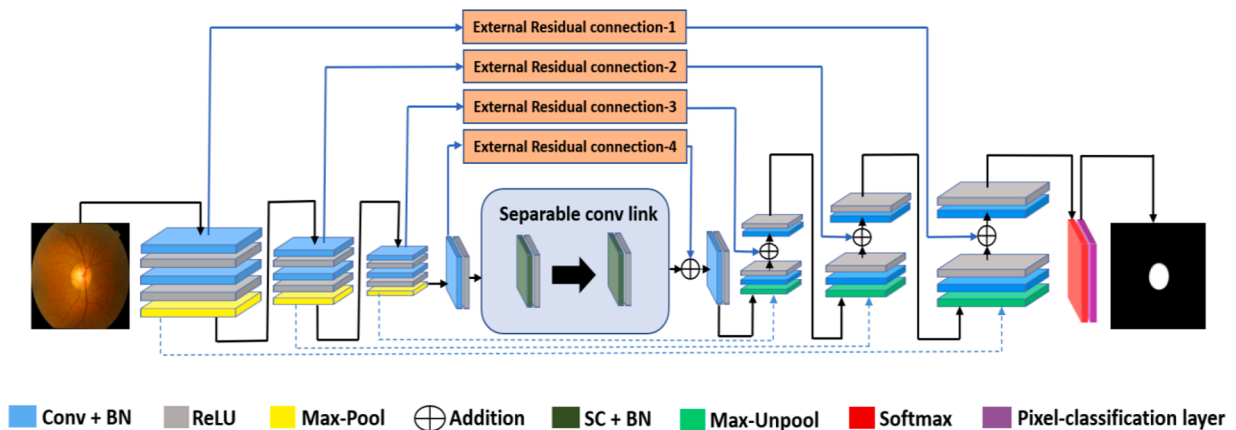 External Residual connection-1
External Residual connection-2
External Residual connection-3
External Residual connection-4
Separable conv link
Conv + BN
ReLU
Max-Pool
Addition
SC + BN
Max-Unpool
Softmax
Pixel-classification layer